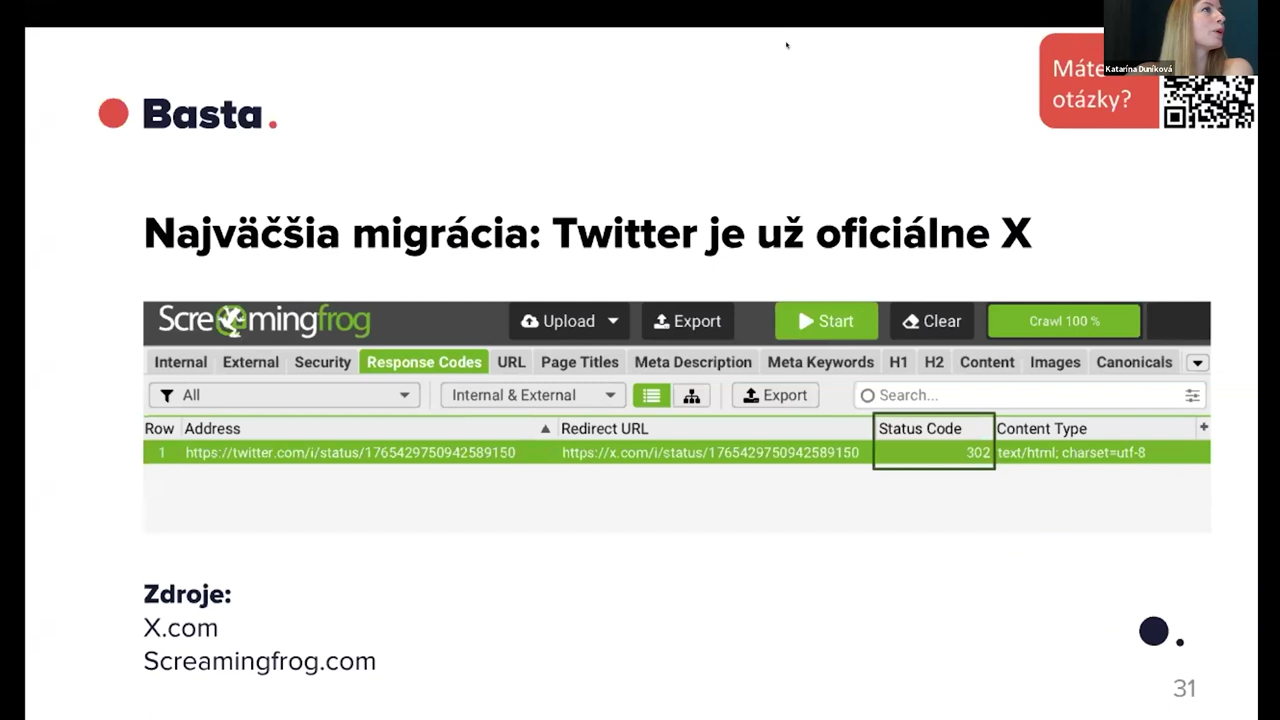 Máte
otázky?
Katarína Duníková
Basta.
Najväčšia migrácia: Twitter je už oficiálne X
Screamingfrog
Upload
Export
Start
Clear
Crawl 100 %
Internal
External
Security
Response Codes
URL
Page Titles
Meta Description
Meta Keywords
H1
H2
Content
Images
Canonicals
All
Internal & External
Export
Search...
Row Address Redirect URL Status Code Content Type +
1 https://twitter.com/i/status/1765429750942589150 https://x.com/i/status/1765429750942589150 302 text/html; charset=utf-8
Zdroje:
X.com
Screamingfrog.com
31